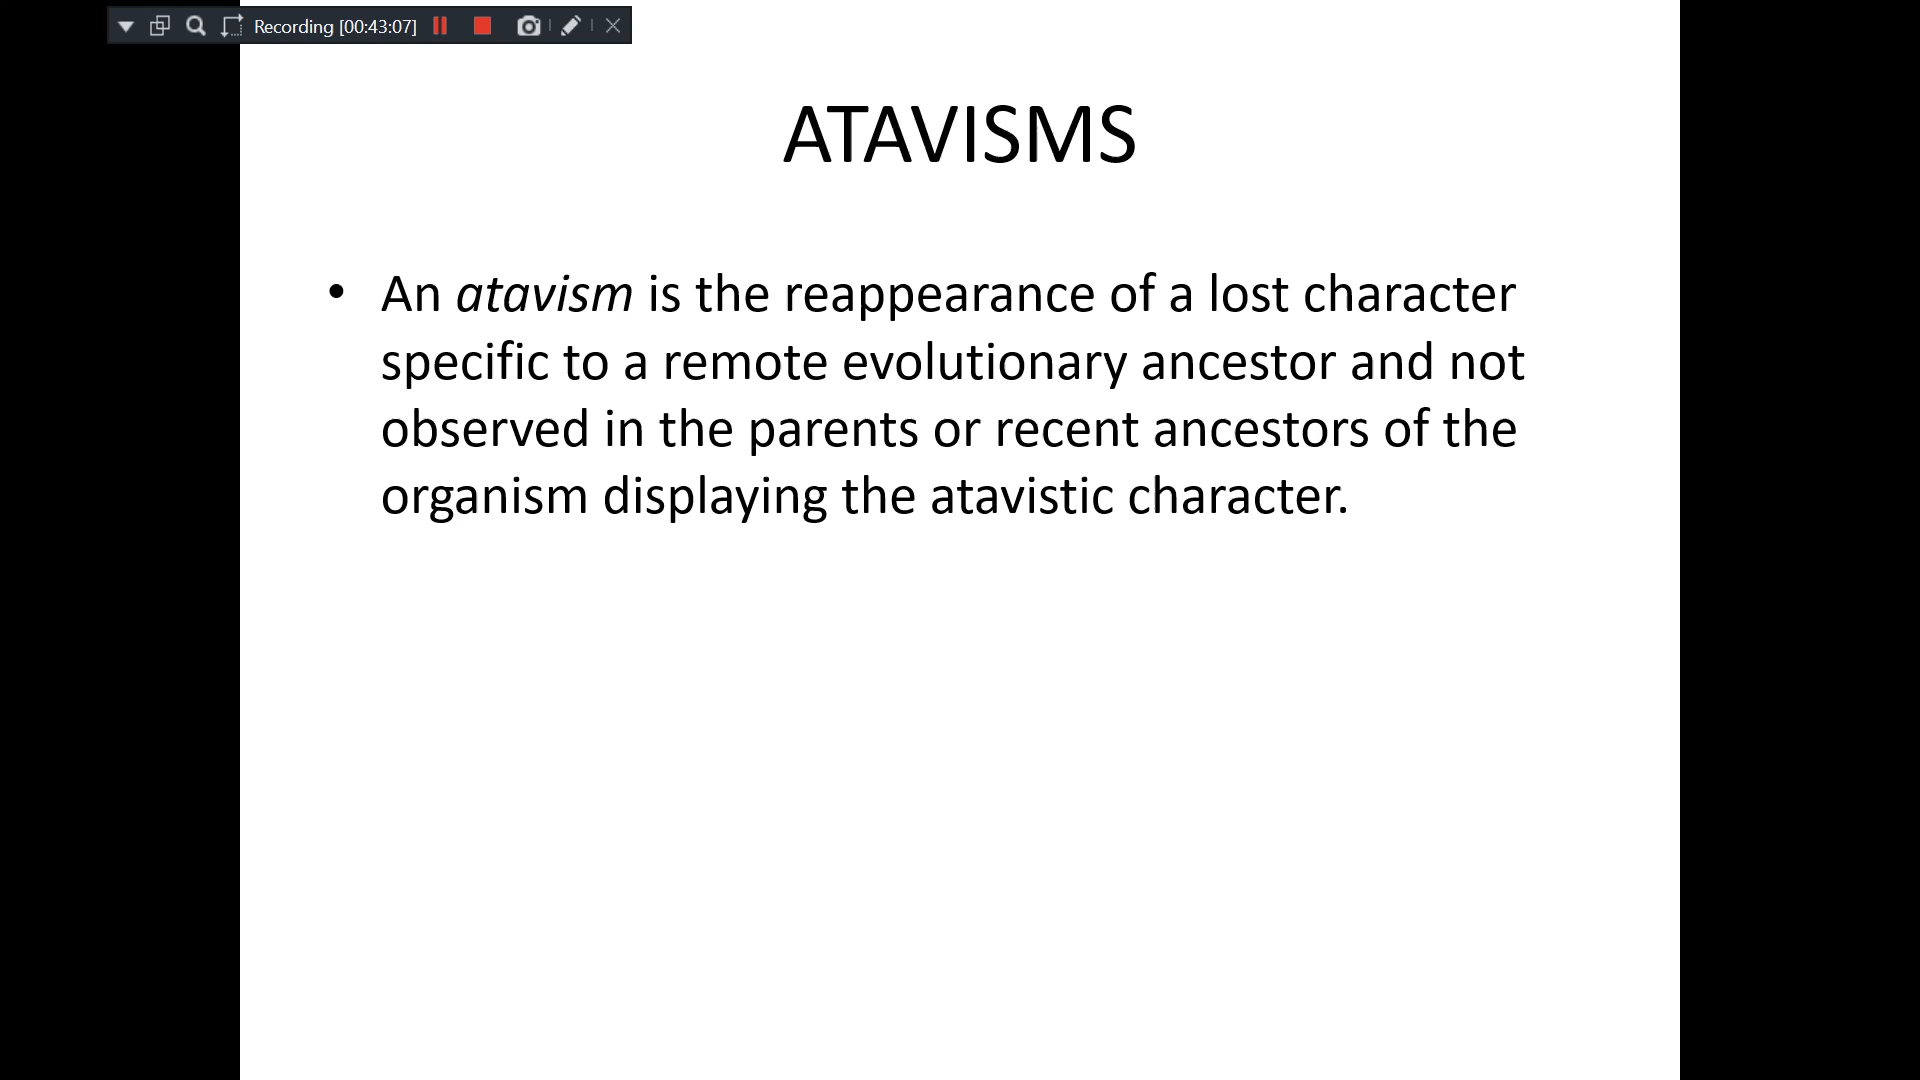 Recording [00:43:07]
ATAVISMS
• An atavism is the reappearance of a lost character
specific to a remote evolutionary ancestor and not
observed in the parents or recent ancestors of the
organism displaying the atavistic character.